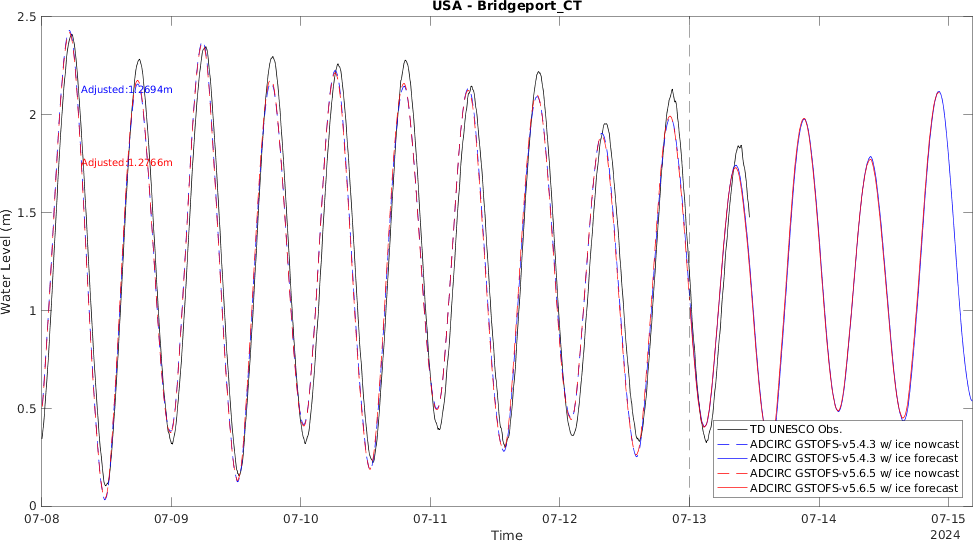 USA - Bridgeport_CT
2.5
2
1.5
1
0.5
0
Water Level (m)
Adjusted:1.2694m
Adjusted:1.2766m
TD UNESCO Obs.
ADCIRC GSTOFS-v5.4.3 w/ ice nowcast
ADCIRC GSTOFS-v5.4.3 w/ ice forecast
ADCIRC GSTOFS-v5.6.5 w/ ice nowcast
ADCIRC GSTOFS-v5.6.5 w/ ice forecast
07-08 07-09 07-10 07-11 07-12 07-13 07-14 07-15
Time
2024